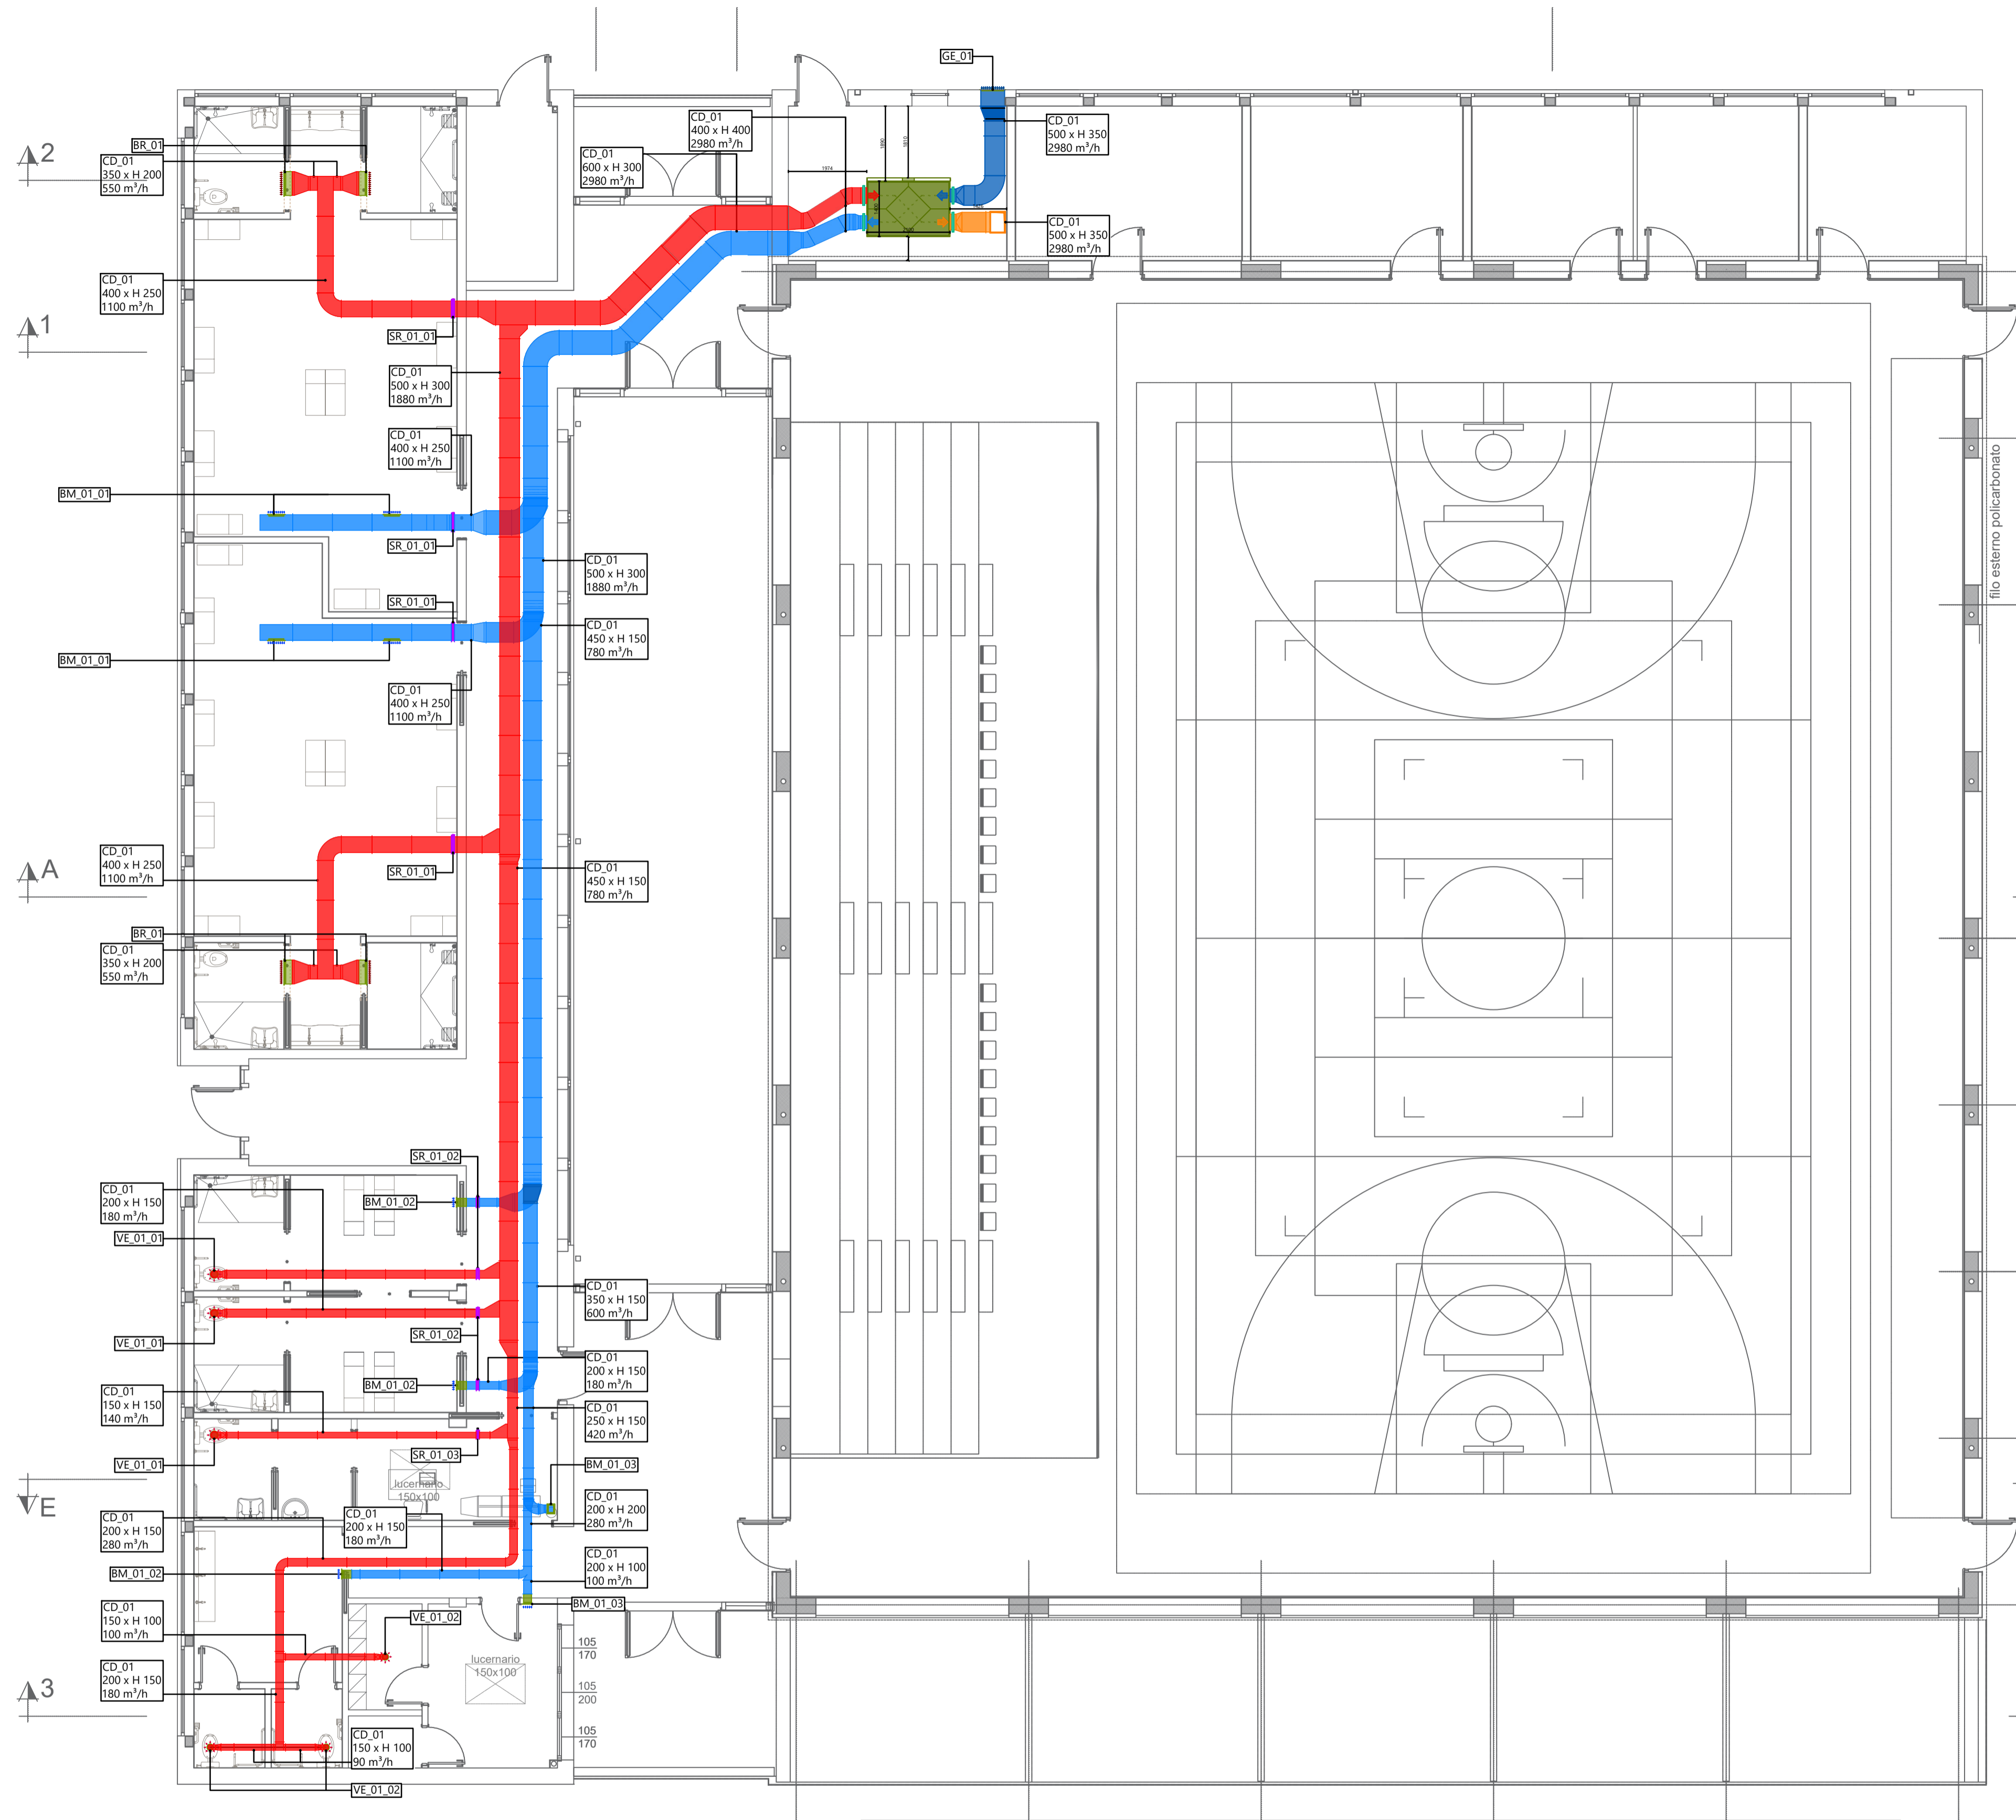 GE_01
CD_01
400 x H 400
2980 m³/h
CD_01
500 x H 350
2980 m³/h
CD_01
600 x H 300
2980 m³/h
1890
1810
1974
2
BR_01
CD_01
350 x H 200
550 m³/h
CD_01
500 x H 350
2980 m³/h
CD_01
400 x H 250
1100 m³/h
1
SR_01_01
CD_01
500 x H 300
1880 m³/h
CD_01
400 x H 250
1100 m³/h
filo esterno policarbonato
BM_01_01
SR_01_01
CD_01
500 x H 300
1880 m³/h
SR_01_01
CD_01
450 x H 150
780 m³/h
BM_01_01
CD_01
400 x H 250
1100 m³/h
CD_01
400 x H 250
1100 m³/h
A
SR_01_01
CD_01
450 x H 150
780 m³/h
BR_01
CD_01
350 x H 200
550 m³/h
SR_01_02
CD_01
200 x H 150
180 m³/h
BM_01_02
VE_01_01
CD_01
350 x H 150
600 m³/h
VE_01_01
SR_01_02
CD_01
200 x H 150
180 m³/h
BM_01_02
CD_01
150 x H 150
140 m³/h
CD_01
250 x H 150
420 m³/h
VE_01_01
SR_01_03
BM_01_03
lucernario
150x100
E
CD_01
200 x H 200
280 m³/h
CD_01
200 x H 150
280 m³/h
CD_01
200 x H 150
180 m³/h
BM_01_02
CD_01
200 x H 100
100 m³/h
BM_01_03
CD_01
150 x H 100
100 m³/h
VE_01_02
105
170
lucernario
150x100
CD_01
200 x H 150
180 m³/h
3
105
200
105
170
CD_01
150 x H 100
90 m³/h
VE_01_02